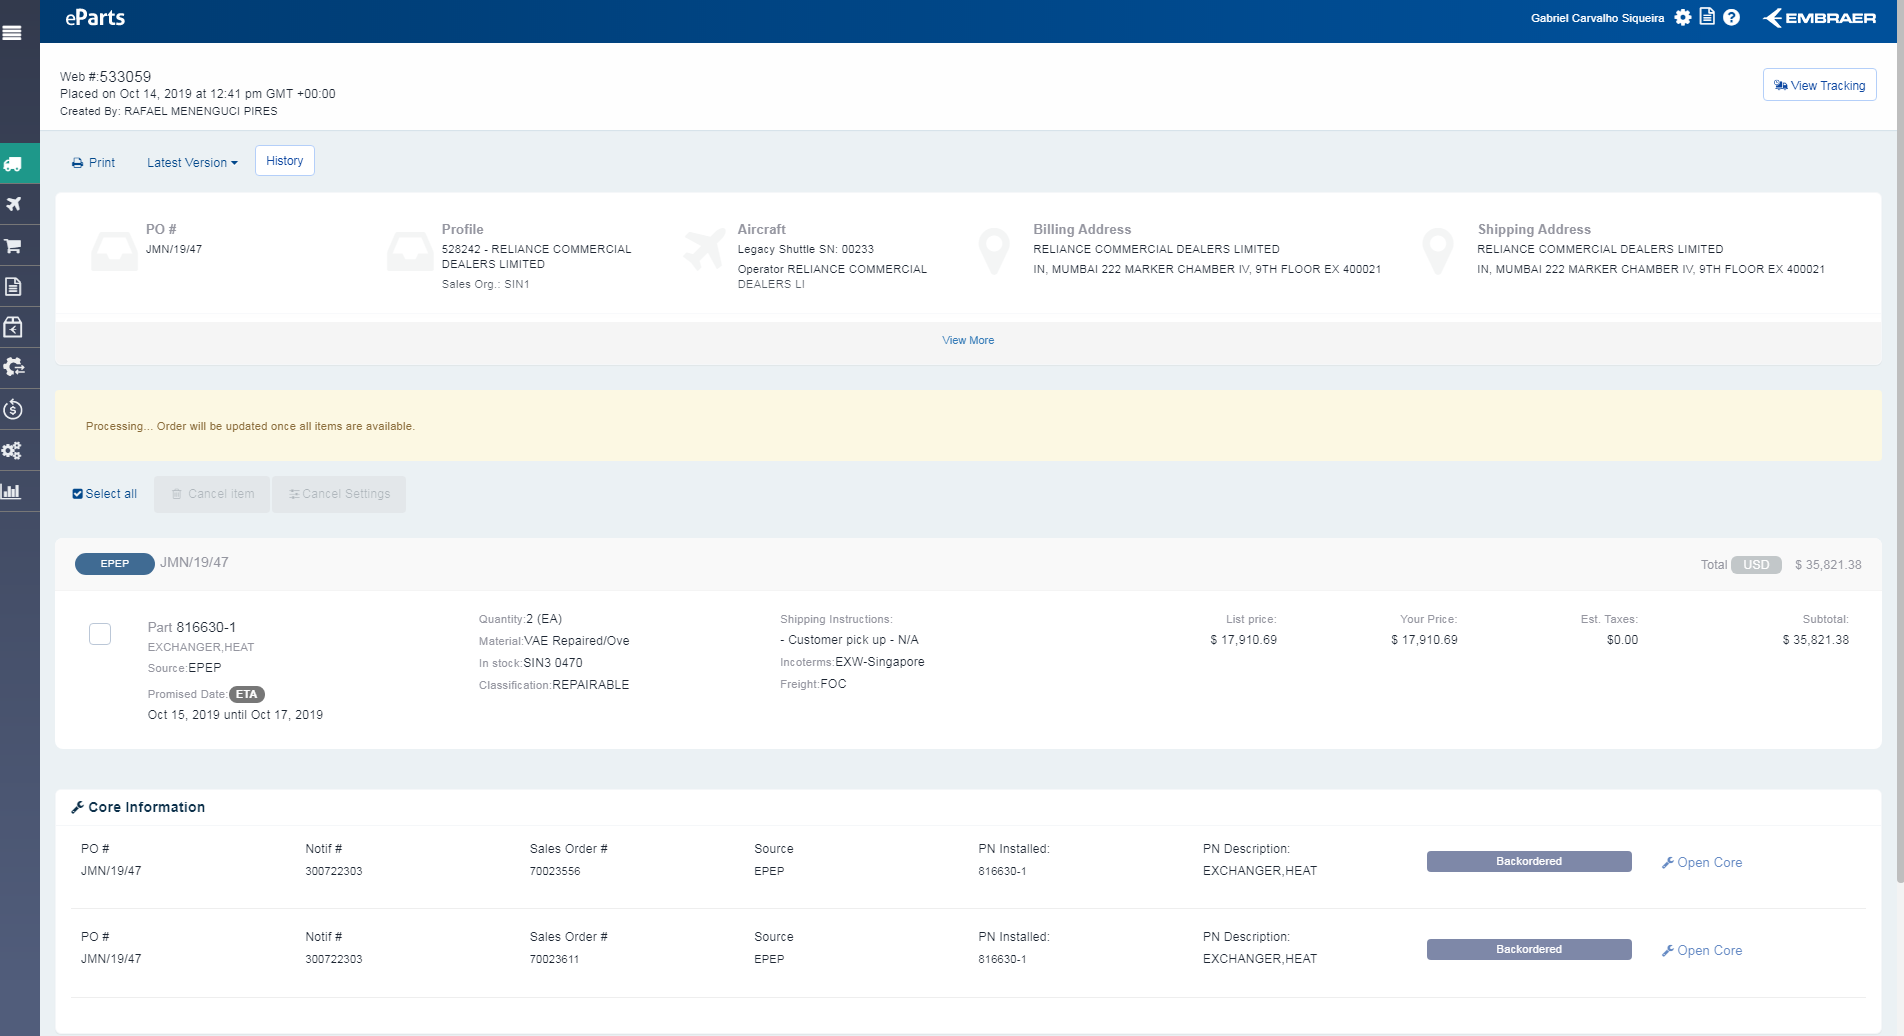 eParts
Gabriel Carvalho Siqueira
EMBRAER
Web #:533059
Placed on Oct 14, 2019 at 12:41 pm GMT +00:00
Created By: RAFAEL MENENGUCI PIRES
View Tracking
Print
Latest Version
History
PO #
JMN/19/47
Profile
528242 - RELIANCE COMMERCIAL
DEALERS LIMITED
Sales Org.: SIN1
Aircraft
Legacy Shuttle SN: 00233
Operator RELIANCE COMMERCIAL
DEALERS LI
Billing Address
RELIANCE COMMERCIAL DEALERS LIMITED
IN, MUMBAI 222 MARKER CHAMBER IV, 9TH FLOOR EX 400021
Shipping Address
RELIANCE COMMERCIAL DEALERS LIMITED
IN, MUMBAI 222 MARKER CHAMBER IV, 9TH FLOOR EX 400021
View More
Processing... Order will be updated once all items are available.
Select all
Cancel item
Cancel Settings
EPEP JMN/19/47
Total USD $ 35,821.38
Part 816630-1
EXCHANGER,HEAT
Source:EPEP
Promised Date: ETA
Oct 15, 2019 until Oct 17, 2019
Quantity:2 (EA)
Material:VAE Repaired/Ove
In stock:SIN3 0470
Classification:REPAIRABLE
Shipping Instructions:
- Customer pick up - N/A
Incoterms:EXW-Singapore
Freight:FOC
List price:
$ 17,910.69
Your Price:
$ 17,910.69
Est. Taxes:
$0.00
Subtotal:
$ 35,821.38
Core Information
PO # Notif # Sales Order # Source PN Installed: PN Description:
JMN/19/47 300722303 70023556 EPEP 816630-1 EXCHANGER,HEAT
Backordered
Open Core
PO # Notif # Sales Order # Source PN Installed: PN Description:
JMN/19/47 300722303 70023611 EPEP 816630-1 EXCHANGER,HEAT
Backordered
Open Core